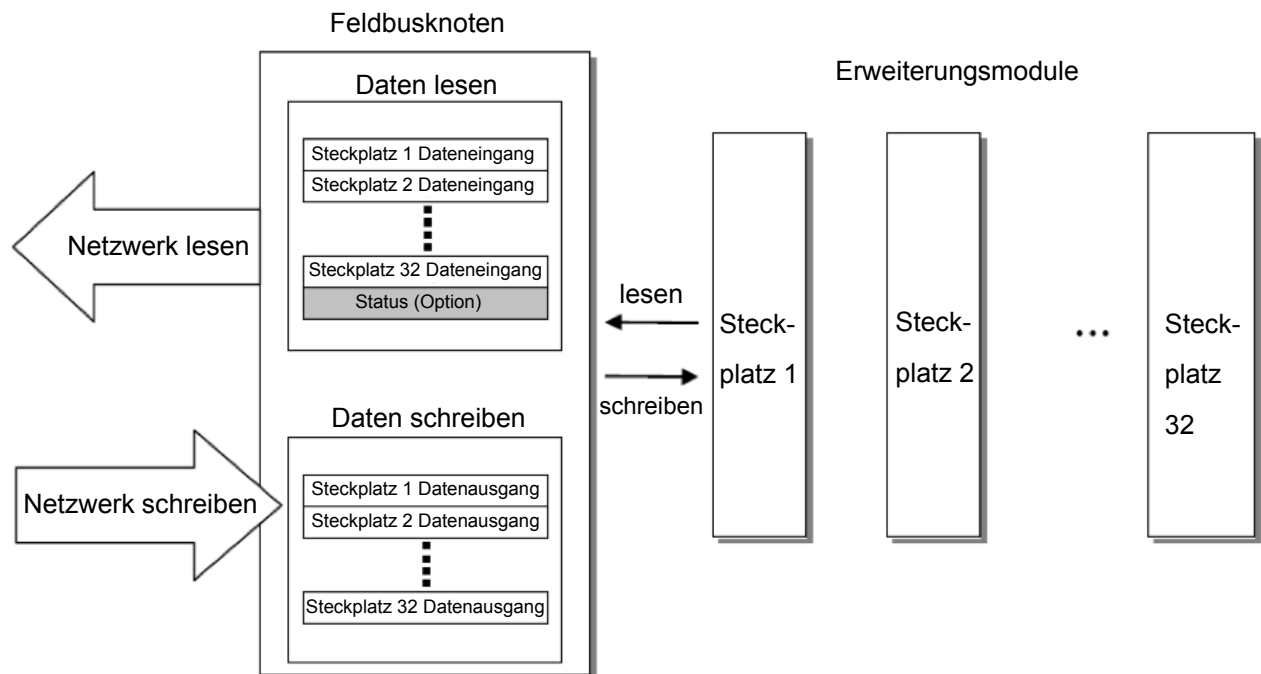 Feldbusknoten
Daten lesen
Steckplatz 1 Dateneingang
Steckplatz 2 Dateneingang
Steckplatz 32 Dateneingang
Status (Option)
Netzwerk lesen
Daten schreiben
Steckplatz 1 Datenausgang
Steckplatz 2 Datenausgang
Steckplatz 32 Datenausgang
Netzwerk schreiben
lesen
schreiben
Erweiterungsmodule
Steck-
platz 1
Steck-
platz 2
...
Steck-
platz
32